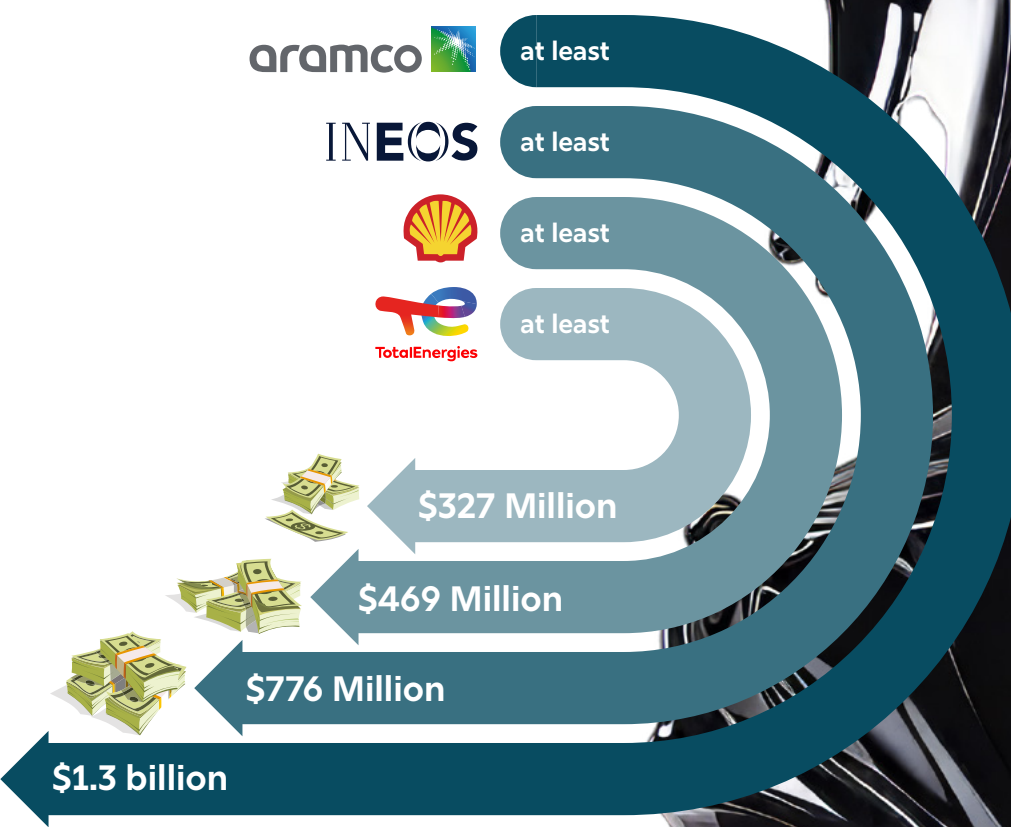 aramco
at least
INEOS
at least
at least
TotalEnergies
at least
$327 Million
$469 Million
$776 Million
$1.3 billion